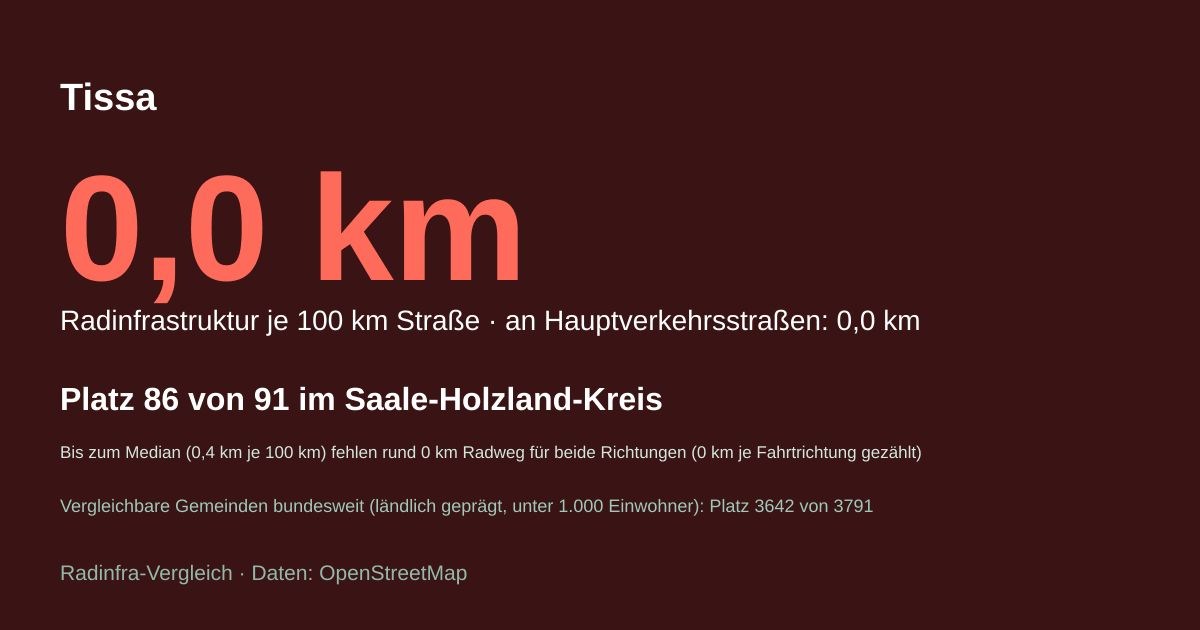 Tissa
0,0 km
Radinfrastruktur je 100 km Straße · an Hauptverkehrsstraßen: 0,0 km
Platz 86 von 91 im Saale-Holzland-Kreis
Bis zum Median (0,4 km je 100 km) fehlen rund 0 km Radweg für beide Richtungen (0 km je Fahrtrichtung gezählt)
Vergleichbare Gemeinden bundesweit (ländlich geprägt, unter 1.000 Einwohner): Platz 3642 von 3791
Radinfra-Vergleich · Daten: OpenStreetMap